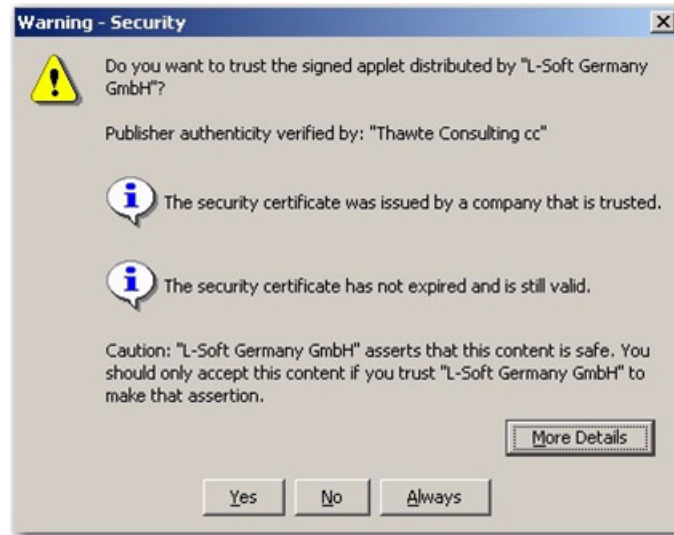 Warning - Security
Do you want to trust the signed applet distributed by "L-Soft Germany
GmbH"?
Publisher authenticity verified by: "Thawte Consulting cc"
The security certificate was issued by a company that is trusted.
The security certificate has not expired and is still valid.
Caution: "L-Soft Germany GmbH" asserts that this content is safe. You
should only accept this content if you trust "L-Soft Germany GmbH" to
make that assertion.
More Details
Yes No Always